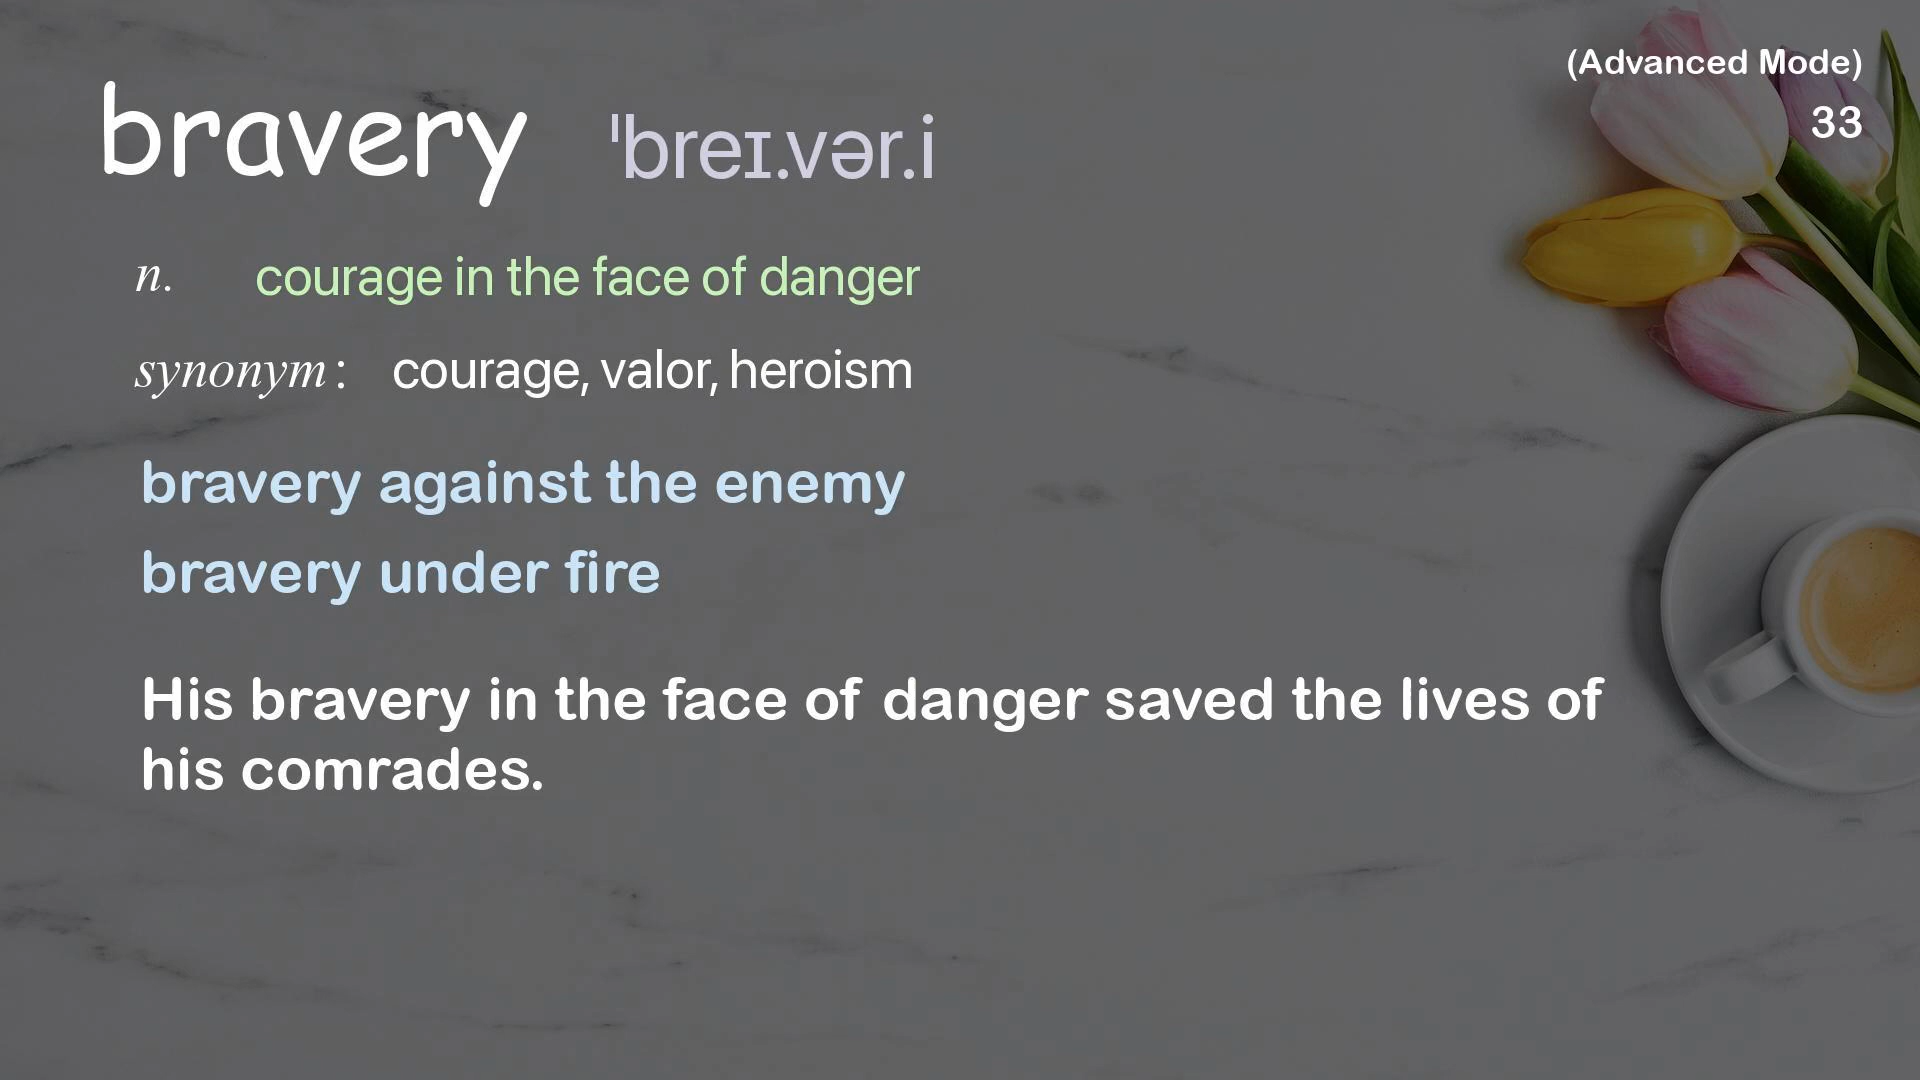 (Advanced Mode)
33
bravery ˈbreɪ.vər.i
n. courage in the face of danger
synonym: courage, valor, heroism
bravery against the enemy
bravery under fire
His bravery in the face of danger saved the lives of
his comrades.